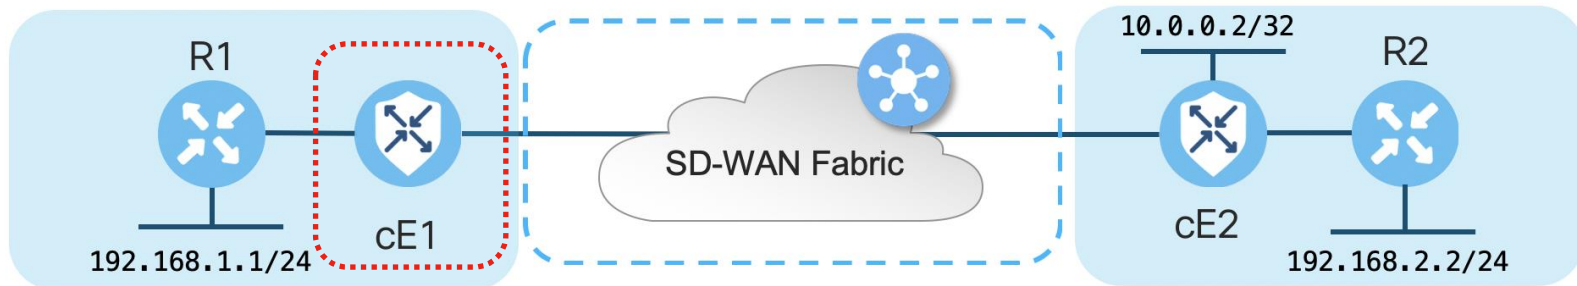 R1
cE1
192.168.1.1/24
SD-WAN Fabric
10.0.0.2/32
R2
cE2
192.168.2.2/24